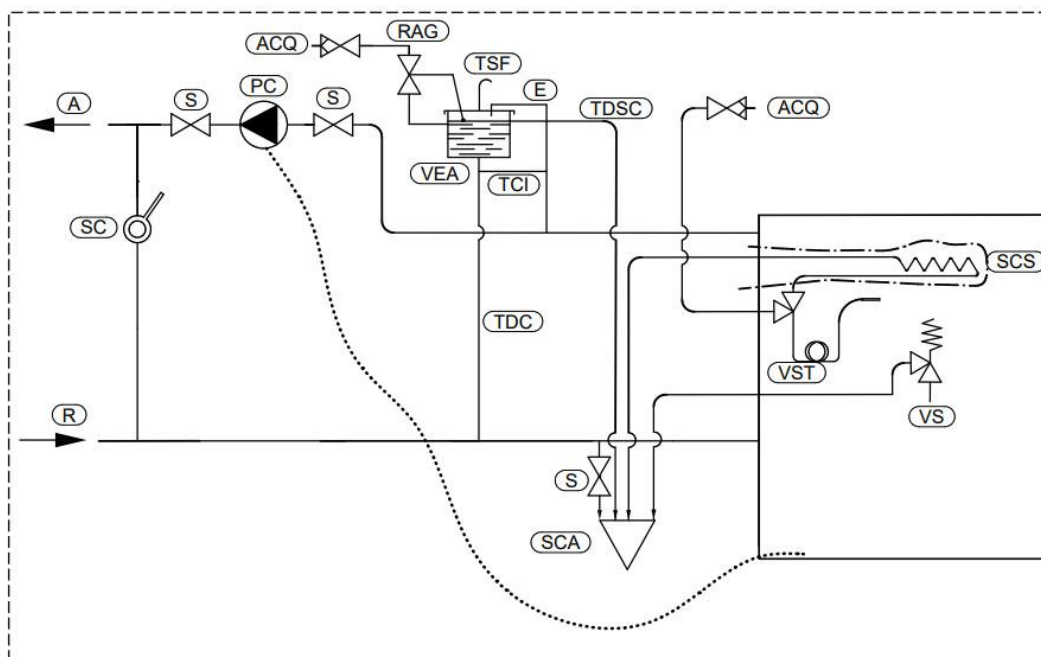 RAG
ACQ
TSF
PC
E
A
S
S
TDSC
ACQ
VEA
TCI
SC
SCS
TDC
VST
R
VS
S
SCA